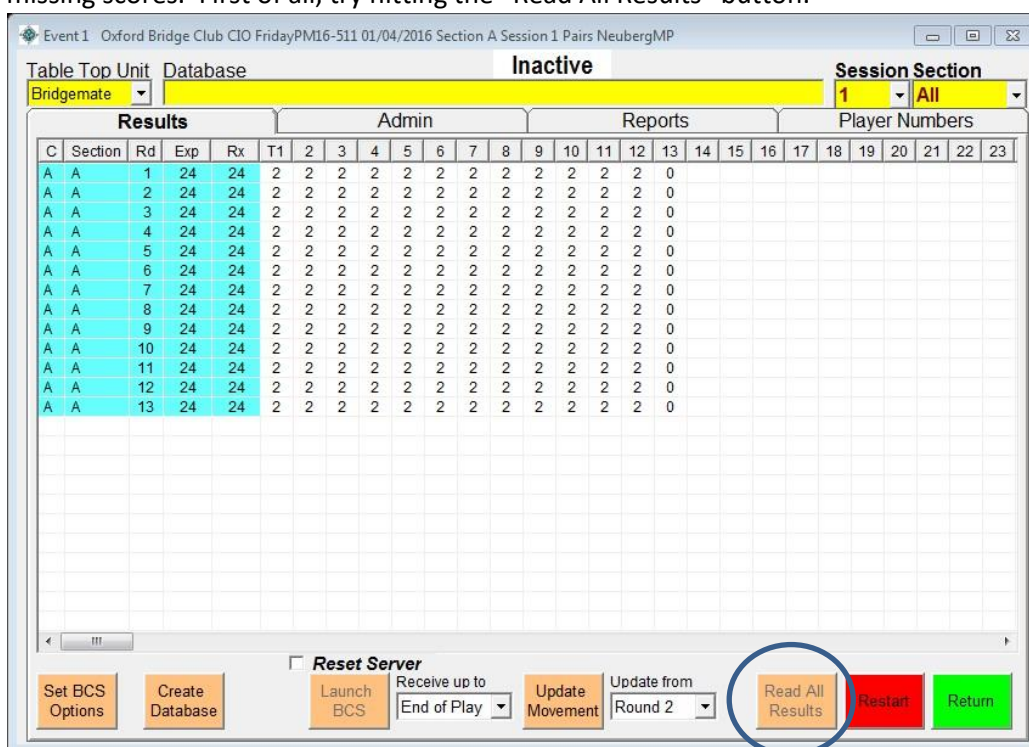 missing scores. First of all, try hitting the "Read All Results" button.
Event 1 Oxford Bridge Club CIO FridayPM16-511 01/04/2016 Section A Session 1 Pairs NeubergMP
Table Top Unit Database Inactive Session Section
Bridgemate 1 All
Results Admin Reports Player Numbers
C Section Rd Exp Rx T1 2 3 4 5 6 7 8 9 10 11 12 13 14 15 16 17 18 19 20 21 22 23
A A 1 24 24 2 2 2 2 2 2 2 2 2 2 2 2 0
A A 2 24 24 2 2 2 2 2 2 2 2 2 2 2 2 0
A A 3 24 24 2 2 2 2 2 2 2 2 2 2 2 2 0
A A 4 24 24 2 2 2 2 2 2 2 2 2 2 2 2 0
A A 5 24 24 2 2 2 2 2 2 2 2 2 2 2 2 0
A A 6 24 24 2 2 2 2 2 2 2 2 2 2 2 2 0
A A 7 24 24 2 2 2 2 2 2 2 2 2 2 2 2 0
A A 8 24 24 2 2 2 2 2 2 2 2 2 2 2 2 0
A A 9 24 24 2 2 2 2 2 2 2 2 2 2 2 2 0
A A 10 24 24 2 2 2 2 2 2 2 2 2 2 2 2 0
A A 11 24 24 2 2 2 2 2 2 2 2 2 2 2 2 0
A A 12 24 24 2 2 2 2 2 2 2 2 2 2 2 2 0
A A 13 24 24 2 2 2 2 2 2 2 2 2 2 2 2 0
Reset Server
Set BCS Options
Create Database
Launch BCS
Receive up to
End of Play
Update Movement
Update from
Round 2
Read All Results
Restart
Return